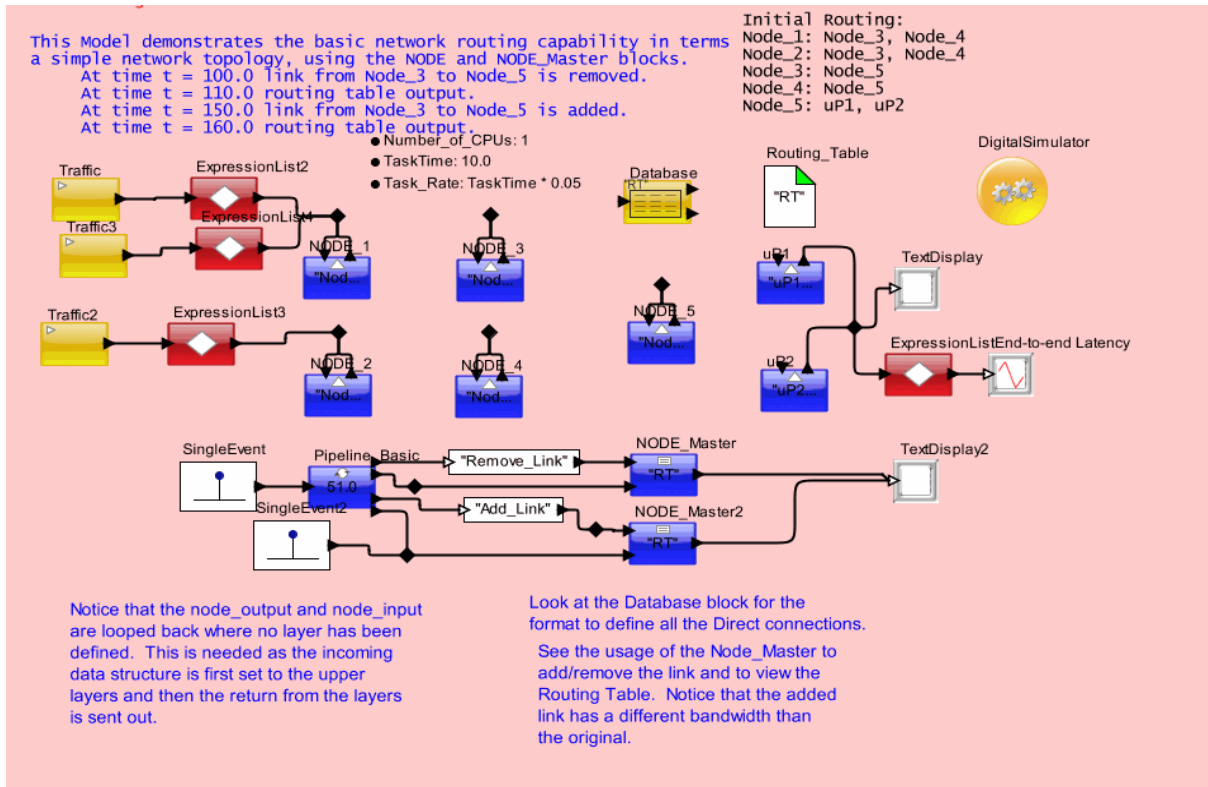 Initial Routing:
Node_1: Node_3, Node_4
Node_2: Node_3, Node_4
Node_3: Node_5
Node_4: Node_5
Node_5: uP1, uP2
This Model demonstrates the basic network routing capability in terms
a simple network topology, using the NODE and NODE_Master blocks.
At time t = 100.0 link from Node_3 to Node_5 is removed.
At time t = 110.0 routing table output.
At time t = 150.0 link from Node_3 to Node_5 is added.
At time t = 160.0 routing table output.
Number_of_CPUs: 1
TaskTime: 10.0
Task_Rate: TaskTime * 0.05
Traffic
ExpressionList2
Database
"RT"
Routing_Table
"RT"
DigitalSimulator
Traffic3
ExpressionList4
NODE_1
"Nod...
NODE_3
"Nod...
uP1
"uP1...
TextDisplay
Traffic2
ExpressionList3
NODE_5
"Nod...
NODE_2
"Nod...
NODE_4
"Nod...
uP2
"uP2...
ExpressionList
End-to-end Latency
SingleEvent
Pipeline_Basic
51.0
"Remove_Link"
NODE_Master
"RT"
TextDisplay2
SingleEvent2
"Add_Link"
NODE_Master2
"RT"
Notice that the node_output and node_input
are looped back where no layer has been
defined. This is needed as the incoming
data structure is first set to the upper
layers and then the return from the layers
is sent out.
Look at the Database block for the
format to define all the Direct connections.
See the usage of the Node_Master to
add/remove the link and to view the
Routing Table. Notice that the added
link has a different bandwidth than
the original.